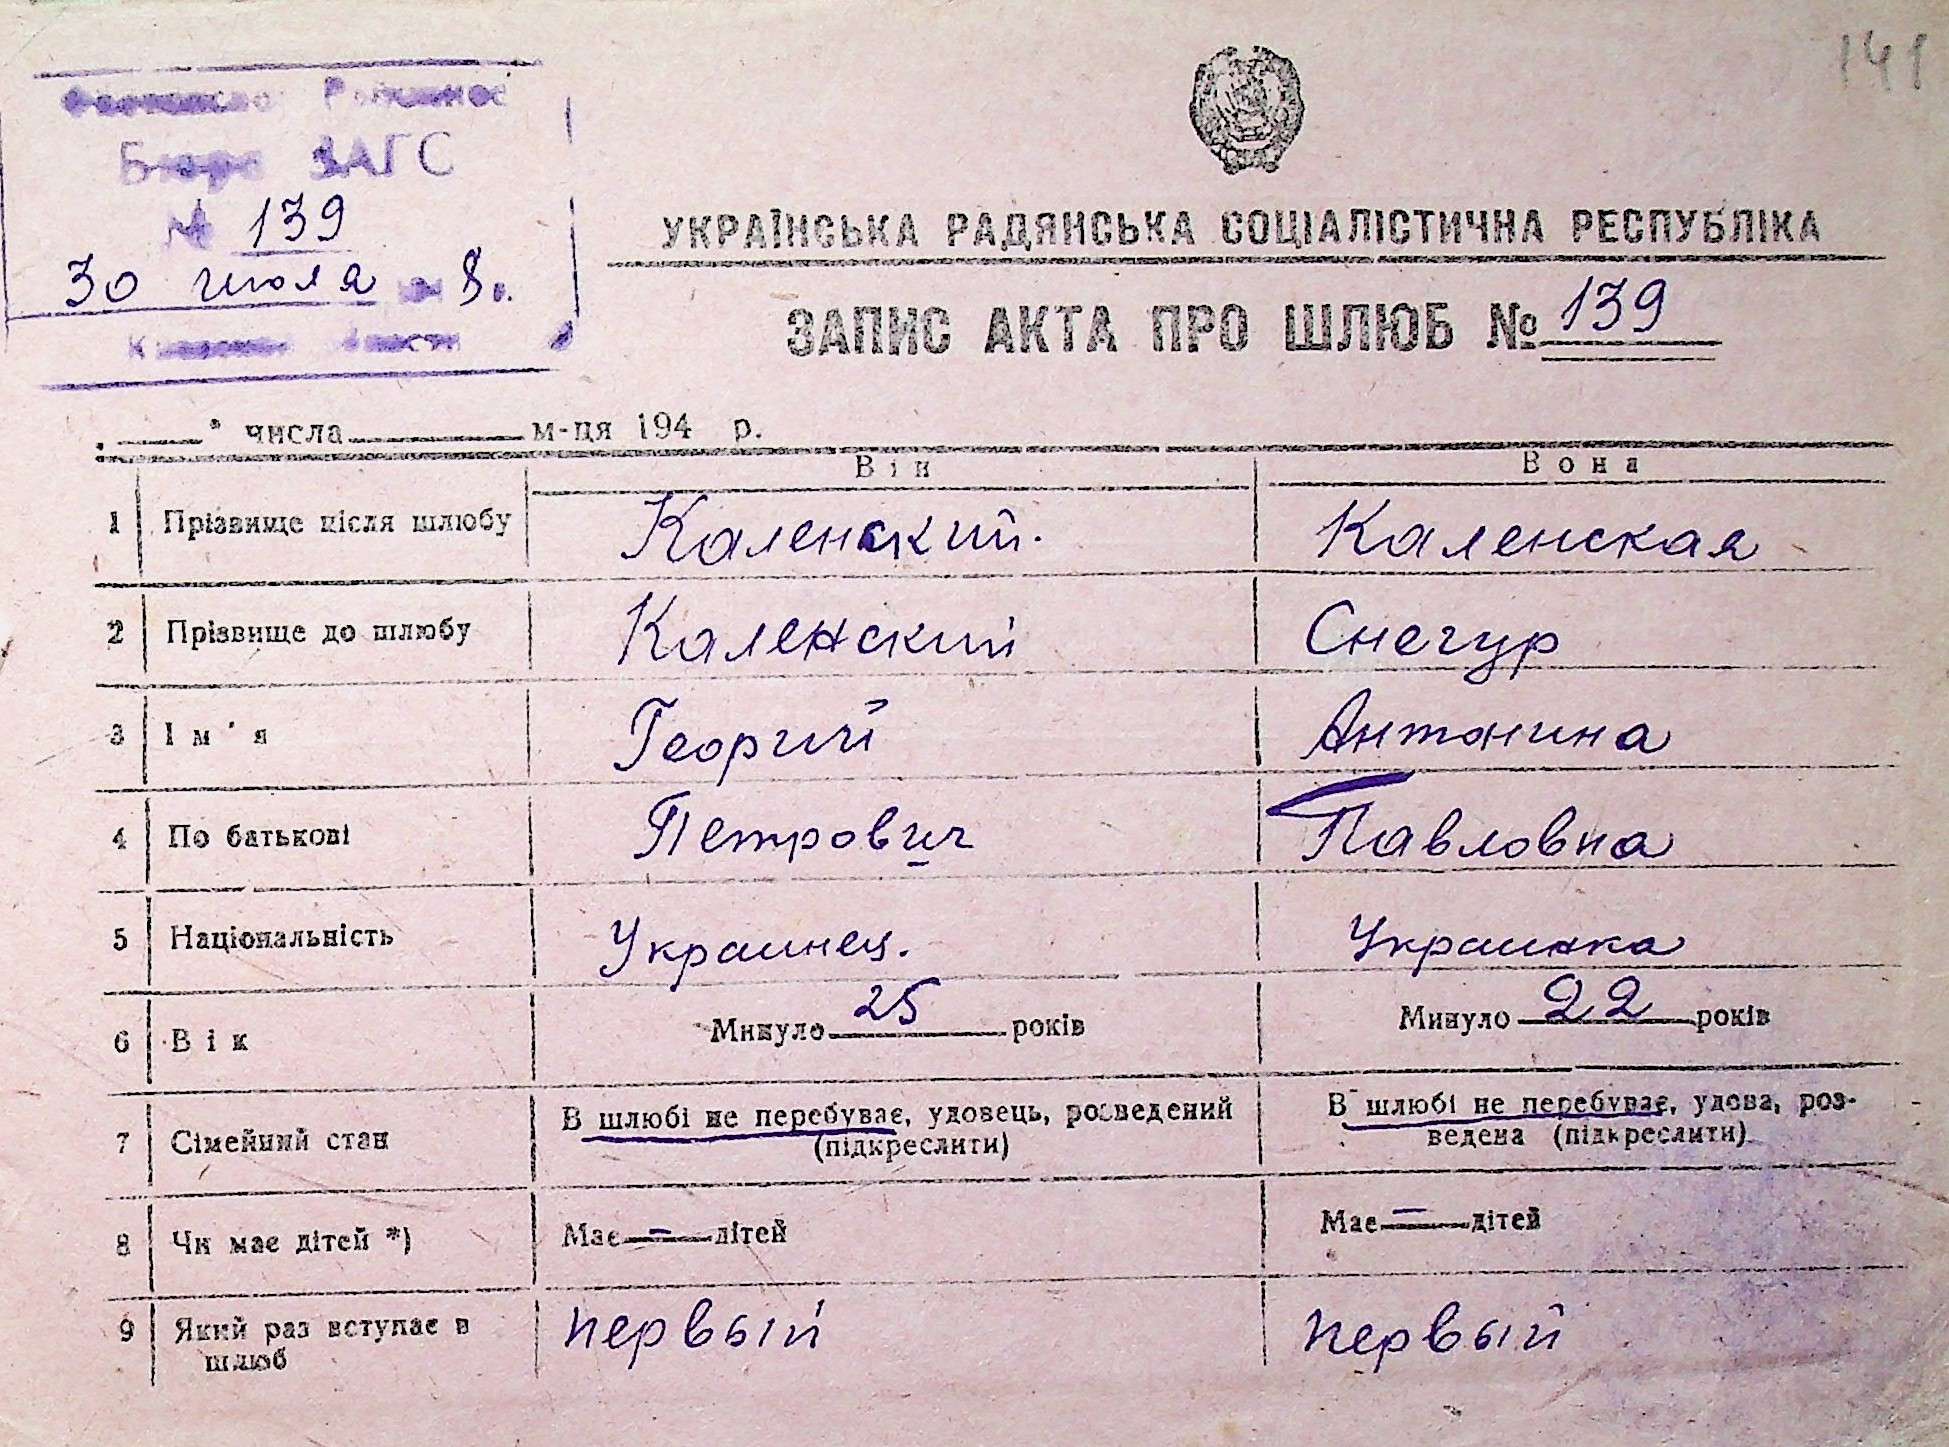 141
Бюро ЗАГС
№ 139
30 июля 8.
УКРАЇНСЬКА РАДЯНСЬКА СОЦІАЛІСТИЧНА РЕСПУБЛІКА
ЗАПИС АКТА ПРО ШЛЮБ № 139
" числа м-ця 194 р.
Він Вона
1 Прізвище після шлюбу Каленский. Каленская
2 Прізвище до шлюбу Каленский Снегур
3 Ім'я Георгий Антонина
4 По батькові Петрович Павловна
5 Національність Украинец. Украинка
6 Вік Минуло 25 років Минуло 22 років
7 Сімейний стан В шлюбі не перебуває, удовець, розведений (підкреслити) В шлюбі не перебуває, удова, роз-
ведена (підкреслити)
8 Чи має дітей *) Має — дітей Має — дітей
9 Який раз вступає в шлюб первый первый